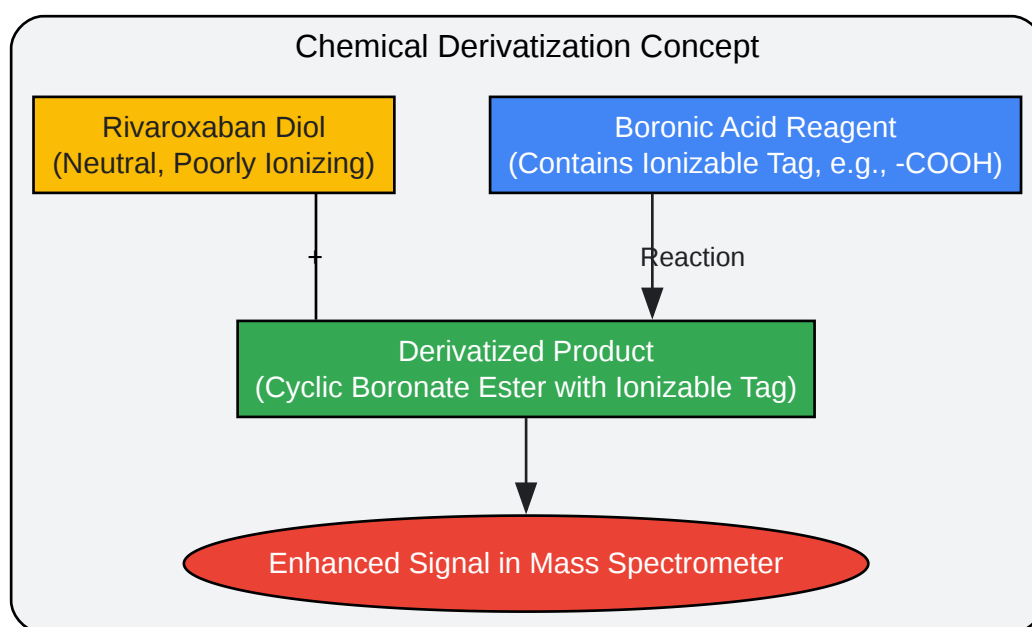 Chemical Derivatization Concept
Rivaroxaban Diol
(Neutral, Poorly Ionizing)
Boronic Acid Reagent
(Contains Ionizable Tag, e.g., -COOH)
+
Reaction
Derivatized Product
(Cyclic Boronate Ester with Ionizable Tag)
Enhanced Signal in Mass Spectrometer